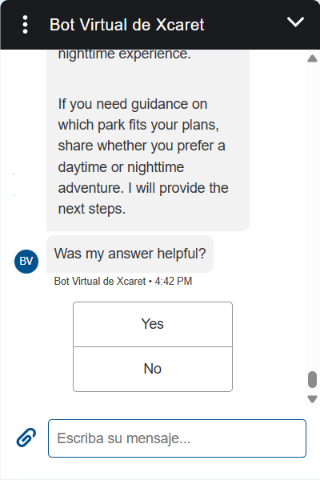 Bot Virtual de Xcaret
nighttime experience.
If you need guidance on
which park fits your plans,
share whether you prefer a
daytime or nighttime
adventure. I will provide the
next steps.
Was my answer helpful?
BV
Bot Virtual de Xcaret • 4:42 PM
Yes
No
Escriba su mensaje...